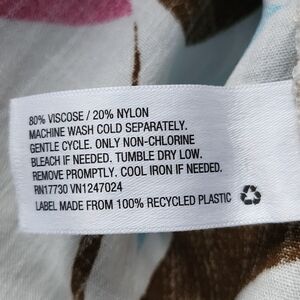 80% VISCOSE / 20% NYLON
MACHINE WASH COLD SEPARATELY.
GENTLE CYCLE. ONLY NON-CHLORINE
BLEACH IF NEEDED. TUMBLE DRY LOW.
REMOVE PROMPTLY. COOL IRON IF NEEDED.
RN17730 VN1247024
LABEL MADE FROM 100% RECYCLED PLASTIC